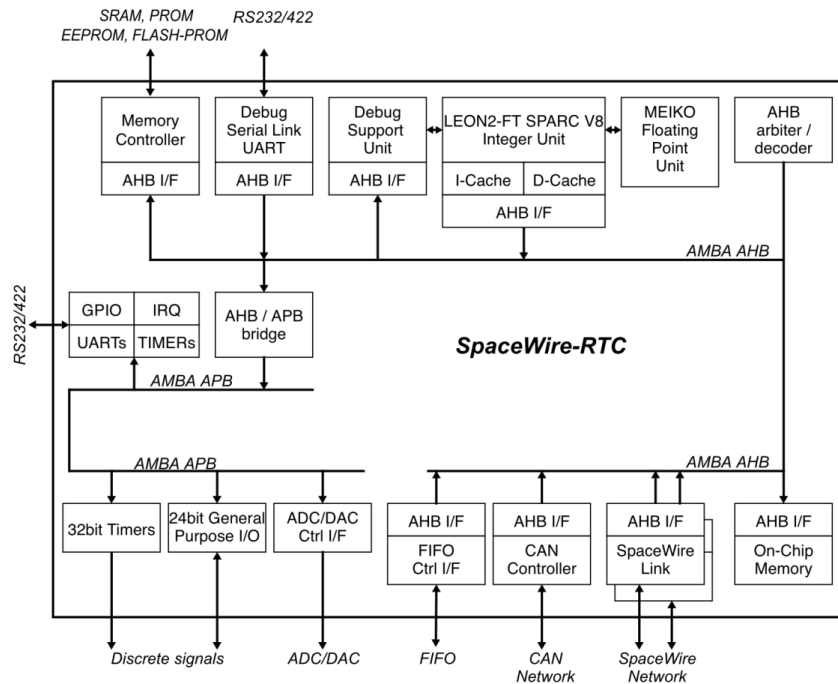 SRAM, PROM
EEPROM, FLASH-PROM
RS232/422
Memory
Controller
AHB I/F
Debug
Serial Link
UART
AHB I/F
Debug
Support
Unit
AHB I/F
LEON2-FT SPARC V8
Integer Unit
I-Cache
D-Cache
AHB I/F
MEIKO
Floating
Point
Unit
AHB
arbiter /
decoder
AMBA AHB
RS232/422
GPIO
IRQ
UARTs
TIMERs
AHB / APB
bridge
SpaceWire-RTC
AMBA APB
AMBA APB
AMBA AHB
32bit Timers
24bit General
Purpose I/O
ADC/DAC
Ctrl I/F
AHB I/F
FIFO
Ctrl I/F
AHB I/F
CAN
Controller
AHB I/F
SpaceWire
Link
AHB I/F
On-Chip
Memory
Discrete signals
ADC/DAC
FIFO
CAN
Network
SpaceWire
Network